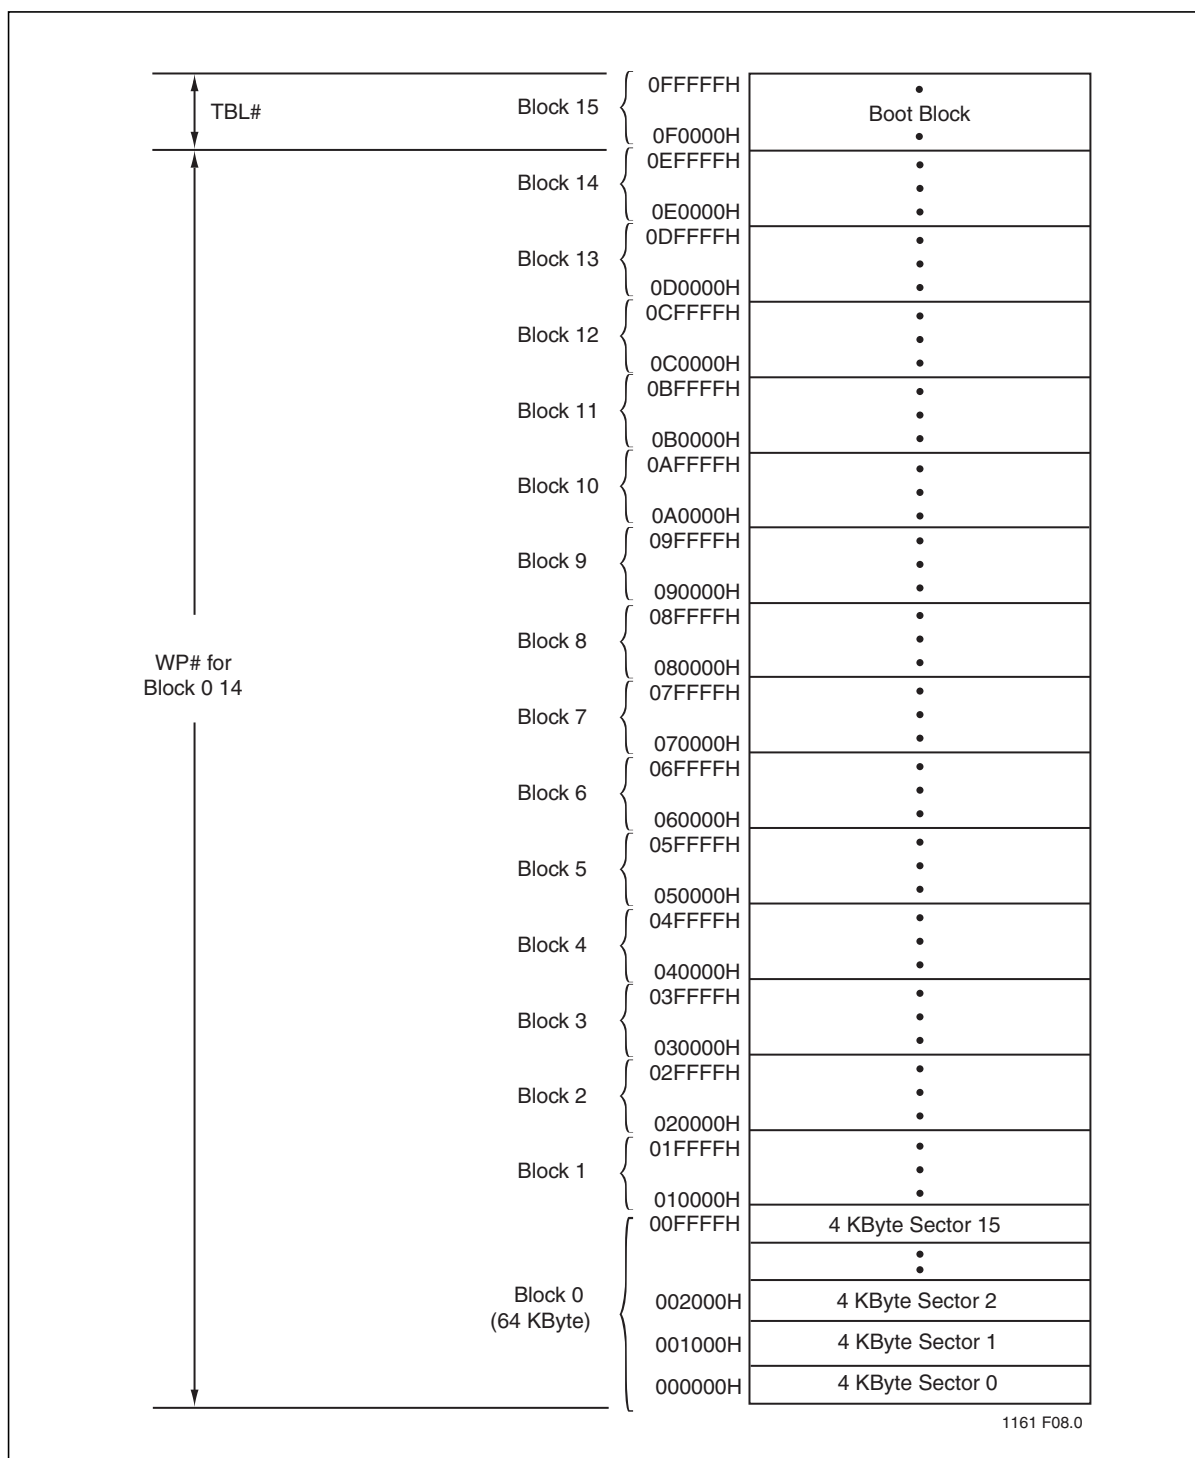 0FFFFFH
TBL#
Block 15
Boot Block
0F0000H
0EFFFFH
Block 14
0E0000H
0DFFFFH
Block 13
0D0000H
0CFFFFH
Block 12
0C0000H
0BFFFFH
Block 11
0B0000H
0AFFFFH
Block 10
0A0000H
09FFFFH
Block 9
090000H
08FFFFH
Block 8
080000H
WP# for
Block 0 14
07FFFFH
Block 7
070000H
06FFFFH
Block 6
060000H
05FFFFH
Block 5
050000H
04FFFFH
Block 4
040000H
03FFFFH
Block 3
030000H
02FFFFH
Block 2
020000H
01FFFFH
Block 1
010000H
00FFFFH
4 KByte Sector 15
Block 0
(64 KByte)
002000H
4 KByte Sector 2
001000H
4 KByte Sector 1
000000H
4 KByte Sector 0
1161 F08.0